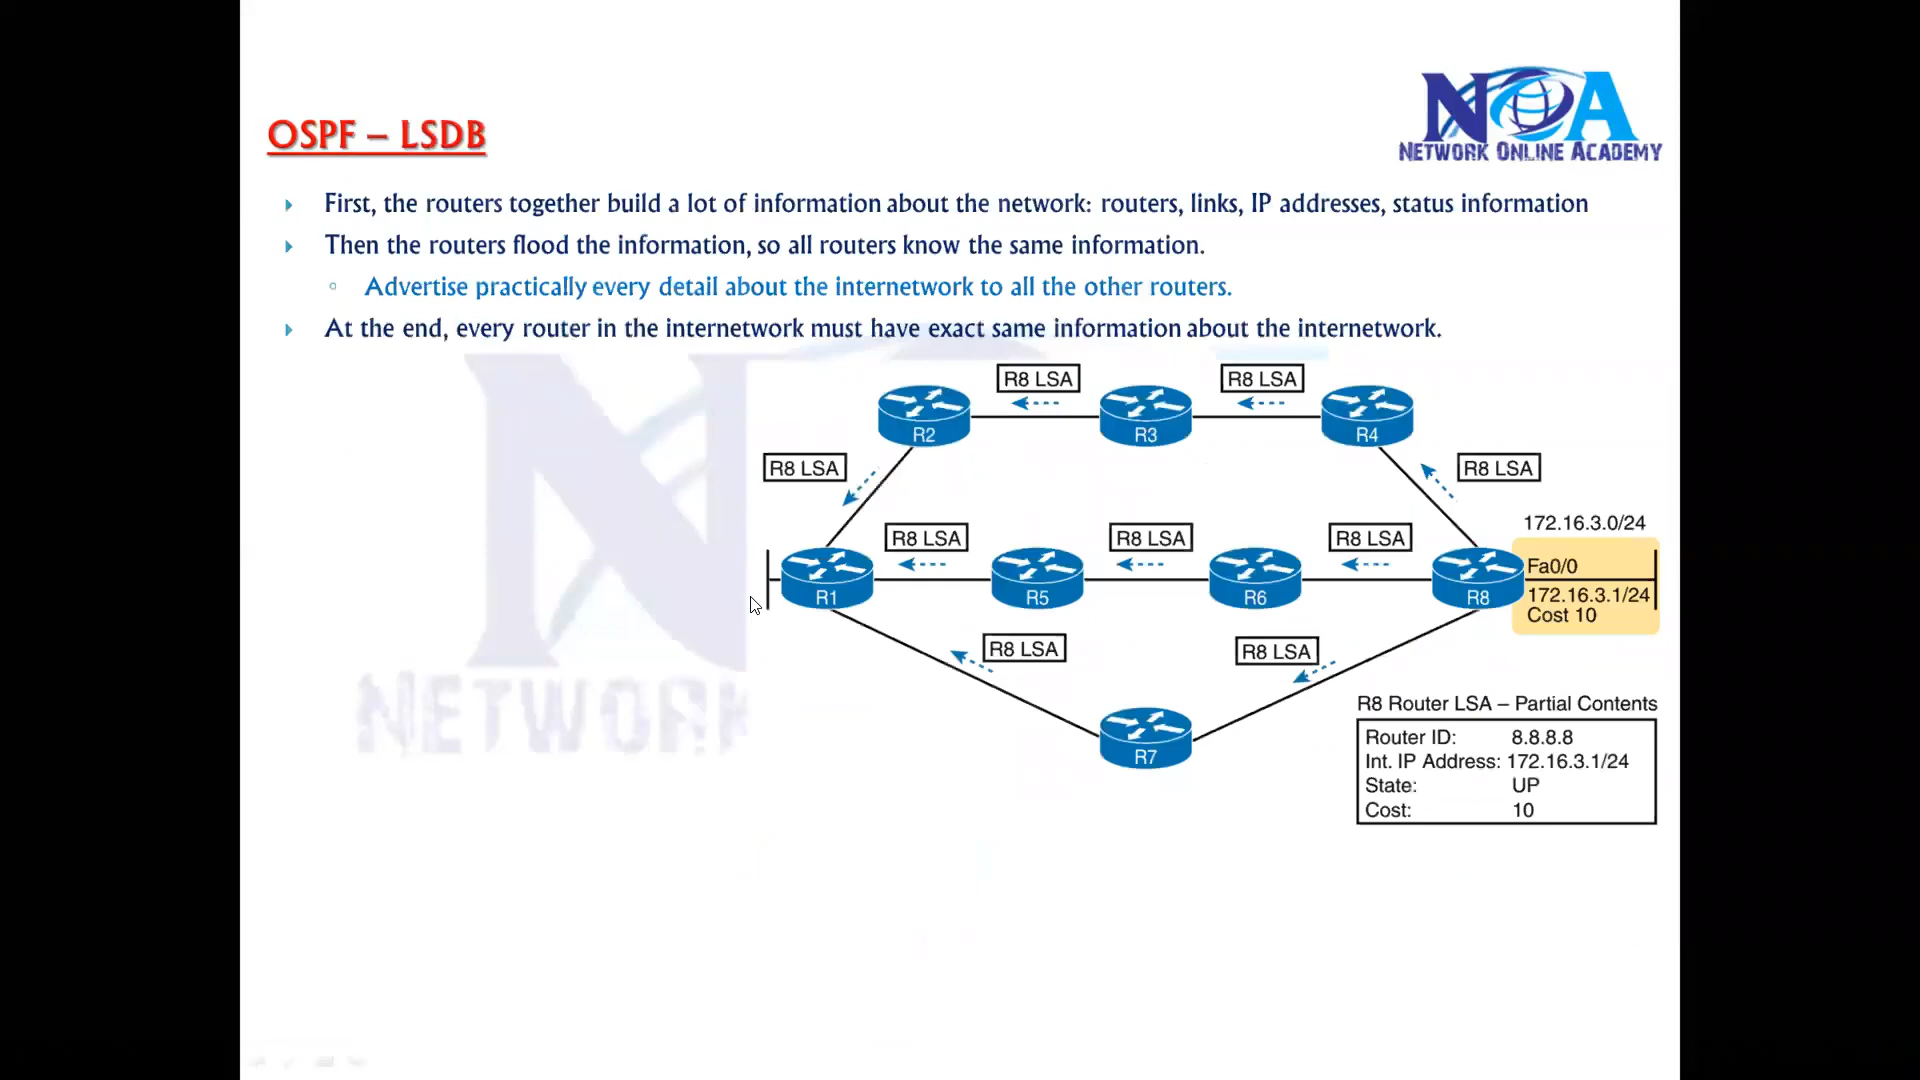 NOA
NETWORK ONLINE ACADEMY
OSPF – LSDB
First, the routers together build a lot of information about the network: routers, links, IP addresses, status information
Then the routers flood the information, so all routers know the same information.
Advertise practically every detail about the internetwork to all the other routers.
At the end, every router in the internetwork must have exact same information about the internetwork.
R8 LSA
R8 LSA
R2
R3
R4
R8 LSA
R8 LSA
172.16.3.0/24
R8 LSA
R8 LSA
R8 LSA
Fa0/0
172.16.3.1/24
Cost 10
R1
R5
R6
R8
R8 LSA
R8 LSA
R7
NETWORK
R8 Router LSA – Partial Contents
Router ID: 8.8.8.8
Int. IP Address: 172.16.3.1/24
State: UP
Cost: 10